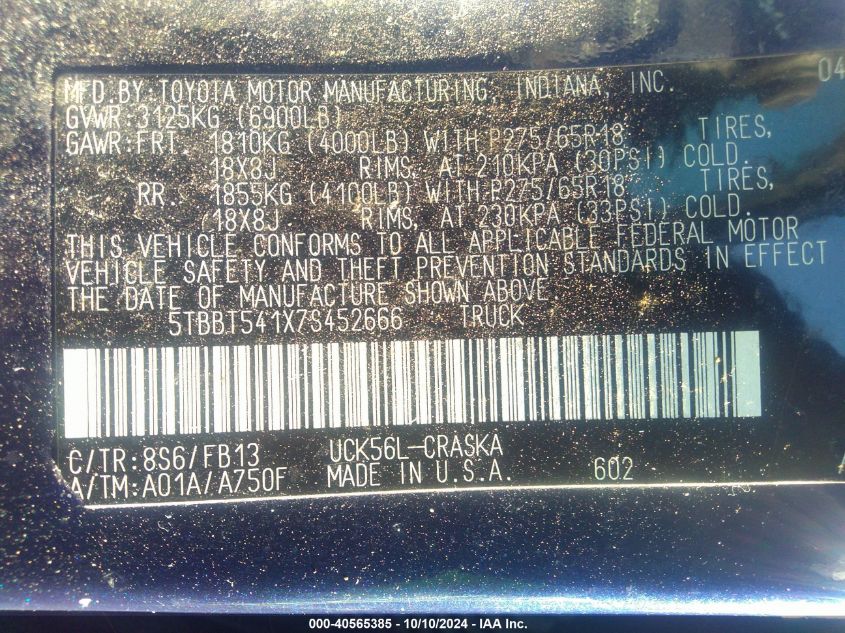 MFD.BY:TOYOTA MOTOR MANUFACTURING, INDIANA, INC. 04
GVWR:3125KG (6900LB)
GAWR:FRT. 1810KG (4000LB) WITH P275/65R18 TIRES,
18X8J RIMS, AT 210KPA (30PSI) COLD.
RR. 1855KG (4100LB) WITH P275/65R18 TIRES,
18X8J RIMS, AT 230KPA (33PSI) COLD.
THIS VEHICLE CONFORMS TO ALL APPLICABLE FEDERAL MOTOR
VEHICLE SAFETY AND THEFT PREVENTION STANDARDS IN EFFECT
THE DATE OF MANUFACTURE SHOWN ABOVE.
5TBBT541X7S452666 TRUCK
C/TR:8S6/FB13 UCK56L-CRASKA
A/TM:A01A/A750F MADE IN U.S.A. 602
000-40565385 - 10/10/2024 - IAA Inc.